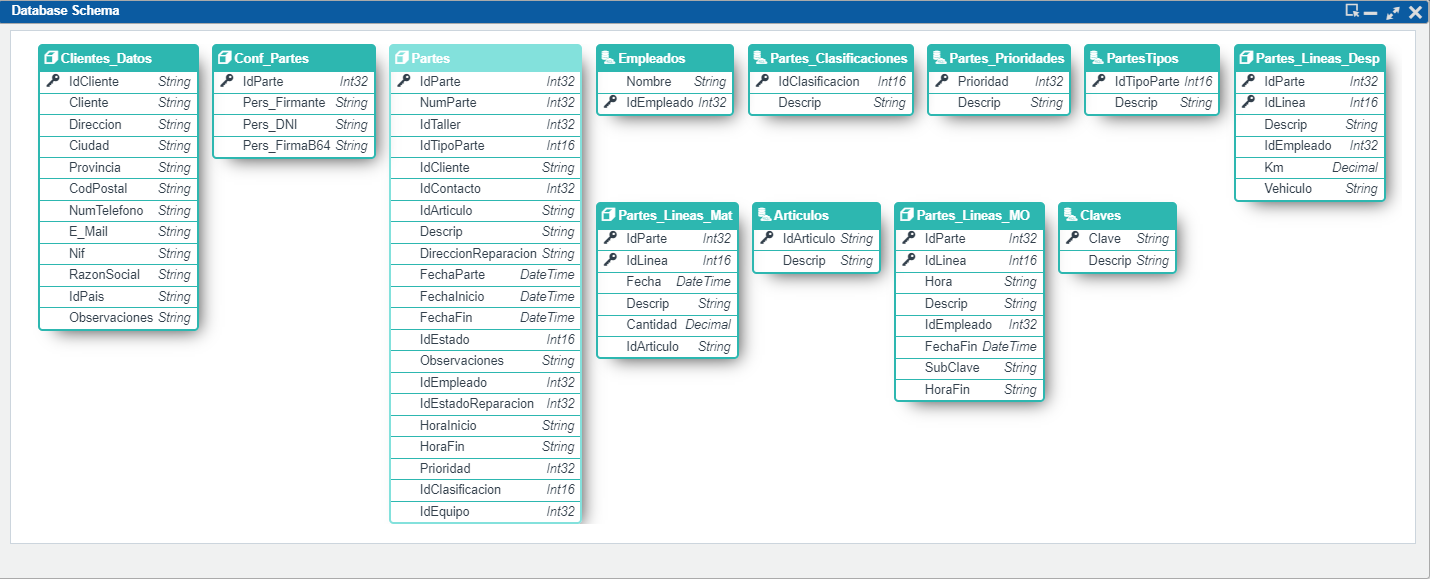 Database Schema
Clientes_Datos
IdCliente String
Cliente String
Direccion String
Ciudad String
Provincia String
CodPostal String
NumTelefono String
E_Mail String
Nif String
RazonSocial String
IdPais String
Observaciones String
Conf_Partes
IdParte Int32
Pers_Firmante String
Pers_DNI String
Pers_FirmaB64 String
Partes
IdParte Int32
NumParte Int32
IdTaller Int32
IdTipoParte Int16
IdCliente String
IdContacto Int32
IdArticulo String
Descrip String
DireccionReparacion String
FechaParte DateTime
FechaInicio DateTime
FechaFin DateTime
IdEstado Int16
Observaciones String
IdEmpleado Int32
IdEstadoReparacion Int32
HoraInicio String
HoraFin String
Prioridad Int32
IdClasificacion Int16
IdEquipo Int32
Empleados
Nombre String
IdEmpleado Int32
Partes_Clasificaciones
IdClasificacion Int16
Descrip String
Partes_Prioridades
Prioridad Int32
Descrip String
PartesTipos
IdTipoParte Int16
Descrip String
Partes_Lineas_Desp
IdParte Int32
IdLinea Int16
Descrip String
IdEmpleado Int32
Km Decimal
Vehiculo String
Partes_Lineas_Mat
IdParte Int32
IdLinea Int16
Fecha DateTime
Descrip String
Cantidad Decimal
IdArticulo String
Articulos
IdArticulo String
Descrip String
Partes_Lineas_MO
IdParte Int32
IdLinea Int16
Hora String
Descrip String
IdEmpleado Int32
FechaFin DateTime
SubClave String
HoraFin String
Claves
Clave String
Descrip String